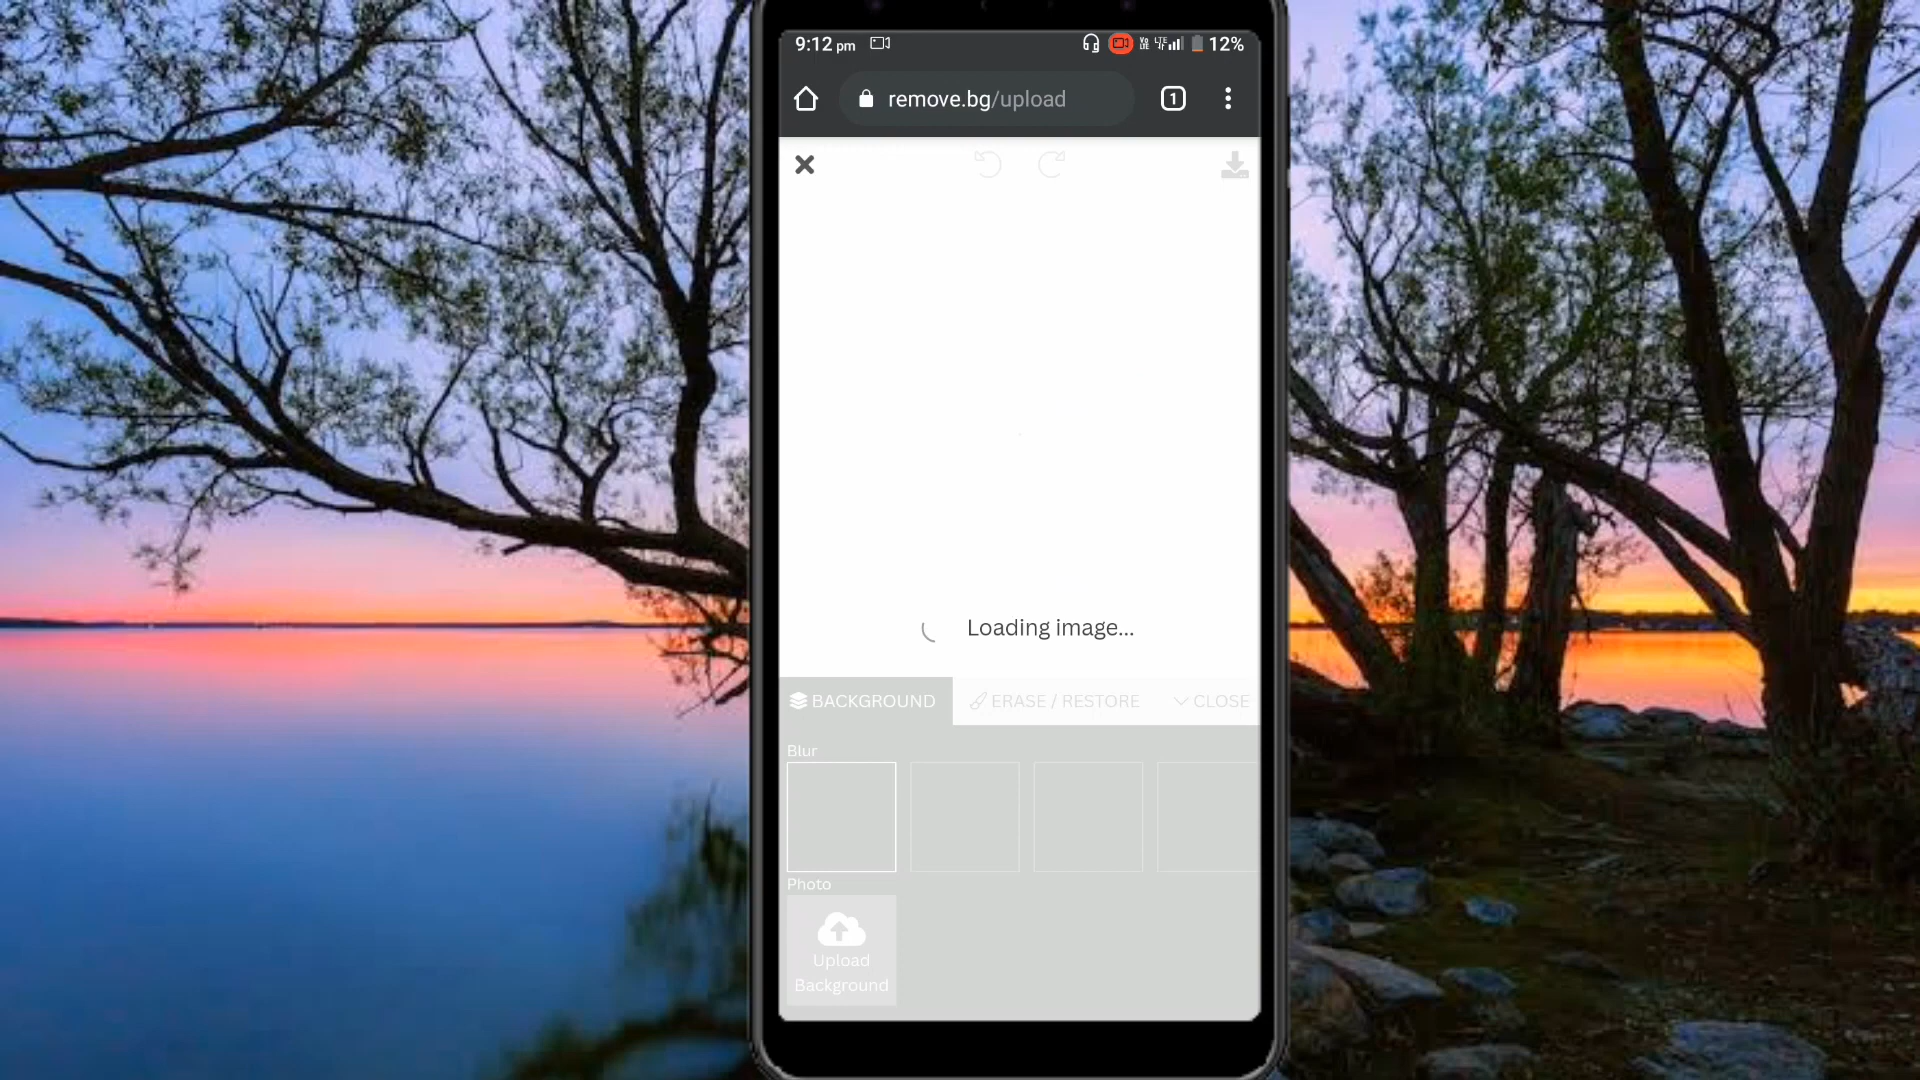 9:12 pm
12%
remove.bg/upload
1
Loading image...
BACKGROUND
ERASE / RESTORE
CLOSE
Blur
Photo
Upload
Background